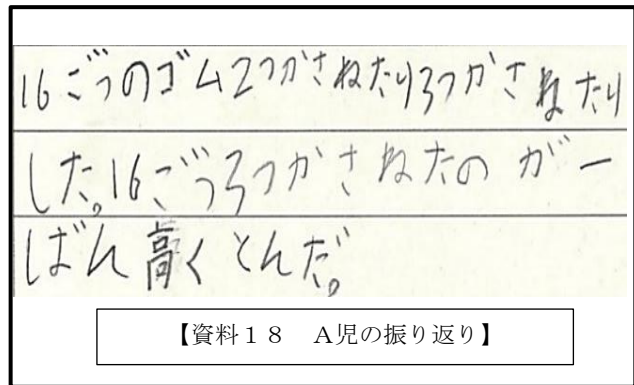 16ごつのゴム2つかさねたり3つかさねたり
した。16ごつ3つかさねたのが一
ばん高くとんだ。
【資料18 A児の振り返り】